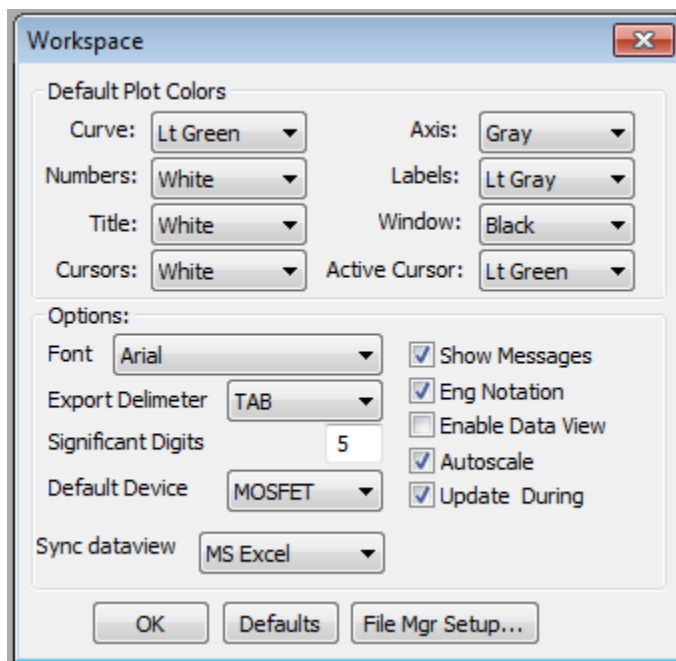 Workspace
Default Plot Colors
Curve: Lt Green Axis: Gray
Numbers: White Labels: Lt Gray
Title: White Window: Black
Cursors: White Active Cursor: Lt Green
Options:
Font Arial Show Messages
Export Delimeter TAB Eng Notation
Enable Data View
Significant Digits 5
Autoscale
Default Device MOSFET Update During
Sync dataview MS Excel
OK Defaults File Mgr Setup...